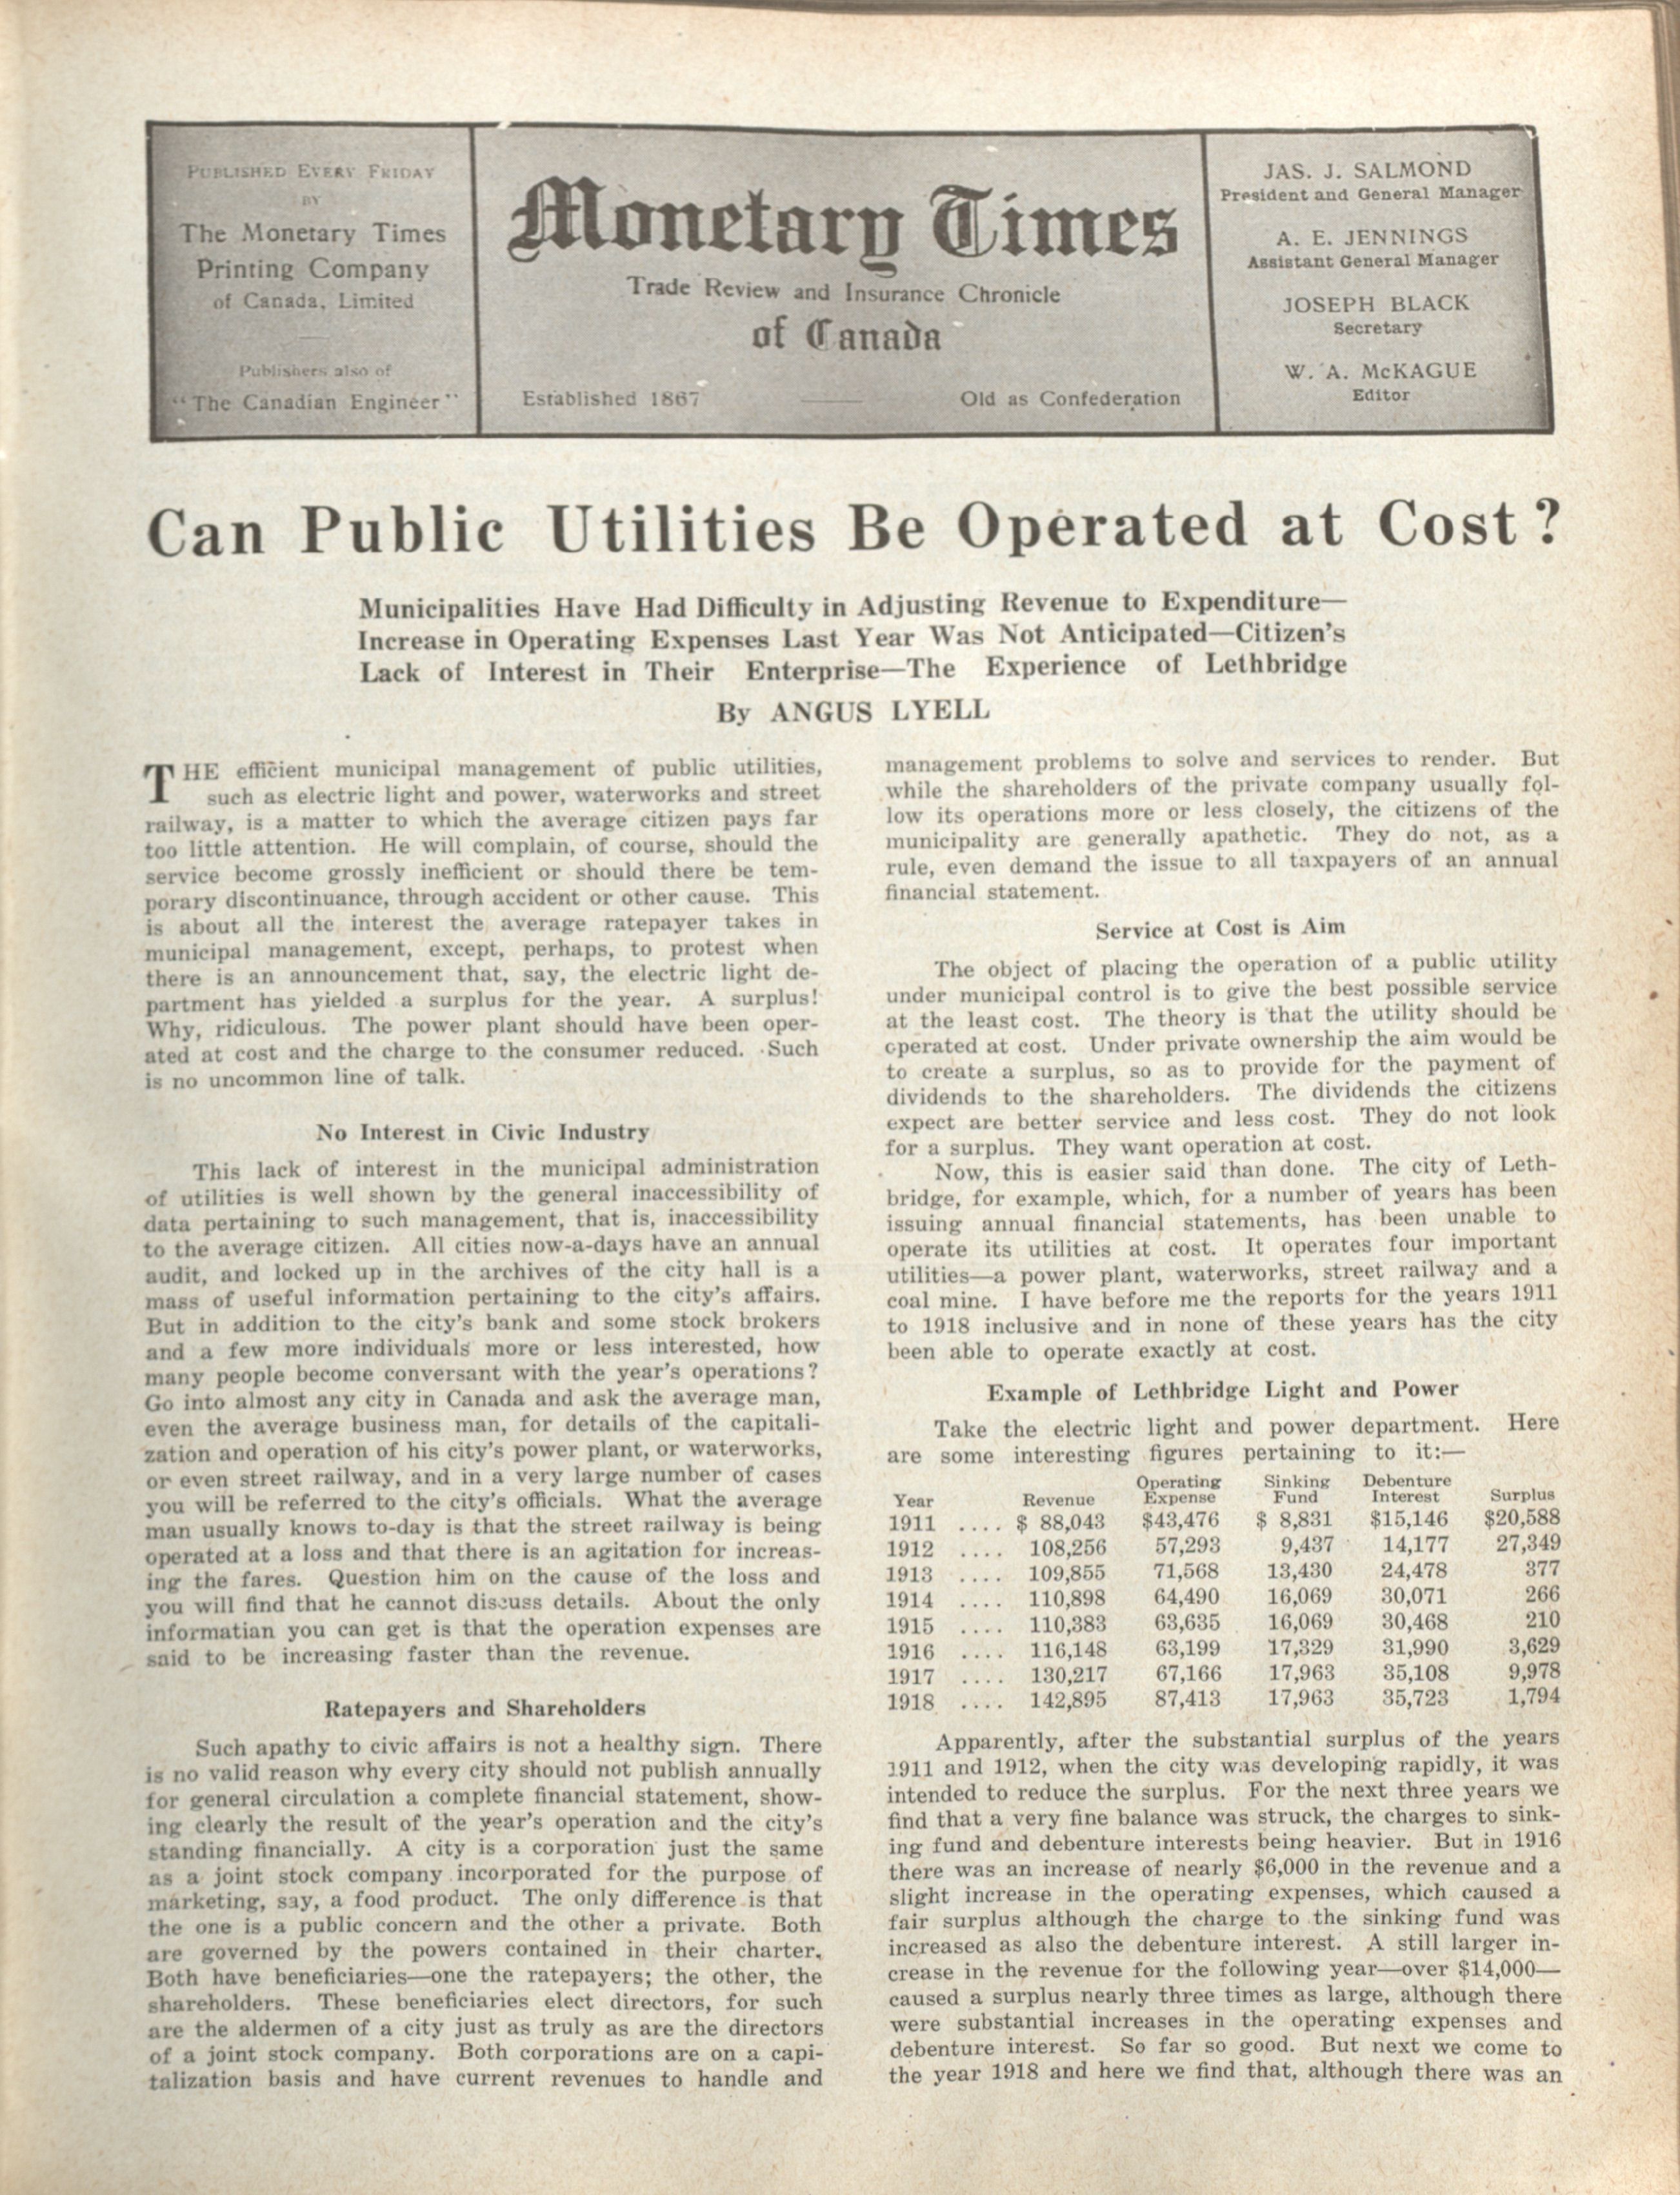 PUBLISHED EVERY FRIDAY
BY
The Monetary Times
Printing Company
of Canada, Limited
Publishers also of
"The Canadian Engineer"
Monetary Times
Trade Review and Insurance Chronicle
of Canada
Established 1867
Old as Confederation
JAS. J. SALMOND
President and General Manager
A. E. JENNINGS
Assistant General Manager
JOSEPH BLACK
Secretary
W. A. McKAGUE
Editor
Can Public Utilities Be Operated at Cost?
Municipalities Have Had Difficulty in Adjusting Revenue to Expenditure—
Increase in Operating Expenses Last Year Was Not Anticipated—Citizen's
Lack of Interest in Their Enterprise—The Experience of Lethbridge
By ANGUS LYELL
THE efficient municipal management of public utilities,
such as electric light and power, waterworks and street
railway, is a matter to which the average citizen pays far
too little attention. He will complain, of course, should the
service become grossly inefficient or should there be tem-
porary discontinuance, through accident or other cause. This
is about all the interest the average ratepayer takes in
municipal management, except, perhaps, to protest when
there is an announcement that, say, the electric light de-
partment has yielded a surplus for the year. A surplus!
Why, ridiculous. The power plant should have been oper-
ated at cost and the charge to the consumer reduced. Such
is no uncommon line of talk.
No Interest in Civic Industry
This lack of interest in the municipal administration
of utilities is well shown by the general inaccessibility of
data pertaining to such management, that is, inaccessibility
to the average citizen. All cities now-a-days have an annual
audit, and locked up in the archives of the city hall is a
mass of useful information pertaining to the city's affairs.
But in addition to the city's bank and some stock brokers
and a few more individuals more or less interested, how
many people become conversant with the year's operations?
Go into almost any city in Canada and ask the average man,
even the average business man, for details of the capitali-
zation and operation of his city's power plant, or waterworks,
or even street railway, and in a very large number of cases
you will be referred to the city's officials. What the average
man usually knows to-day is that the street railway is being
operated at a loss and that there is an agitation for increas-
ing the fares. Question him on the cause of the loss and
you will find that he cannot discuss details. About the only
informatian you can get is that the operation expenses are
said to be increasing faster than the revenue.
Ratepayers and Shareholders
Such apathy to civic affairs is not a healthy sign. There
is no valid reason why every city should not publish annually
for general circulation a complete financial statement, show-
ing clearly the result of the year's operation and the city's
standing financially. A city is a corporation just the same
as a joint stock company incorporated for the purpose of
marketing, say, a food product. The only difference is that
the one is a public concern and the other a private. Both
are governed by the powers contained in their charter.
Both have beneficiaries—one the ratepayers; the other, the
shareholders. These beneficiaries elect directors, for such
are the aldermen of a city just as truly as are the directors
of a joint stock company. Both corporations are on a capi-
talization basis and have current revenues to handle and
management problems to solve and services to render. But
while the shareholders of the private company usually fol-
low its operations more or less closely, the citizens of the
municipality are generally apathetic. They do not, as a
rule, even demand the issue to all taxpayers of an annual
financial statement.
Service at Cost is Aim
The object of placing the operation of a public utility
under municipal control is to give the best possible service
at the least cost. The theory is that the utility should be
operated at cost. Under private ownership the aim would be
to create a surplus, so as to provide for the payment of
dividends to the shareholders. The dividends the citizens
expect are better service and less cost. They do not look
for a surplus. They want operation at cost.
Now, this is easier said than done. The city of Leth-
bridge, for example, which, for a number of years has been
issuing annual financial statements, has been unable to
operate its utilities at cost. It operates four important
utilities—a power plant, waterworks, street railway and a
coal mine. I have before me the reports for the years 1911
to 1918 inclusive and in none of these years has the city
been able to operate exactly at cost.
Example of Lethbridge Light and Power
Take the electric light and power department. Here
are some interesting figures pertaining to it:—
Operating Sinking Debenture
Year Revenue Expense Fund Interest Surplus
1911 .... $ 88,043 $43,476 $ 8,831 $15,146 $20,588
1912 .... 108,256 57,293 9,437 14,177 27,349
1913 .... 109,855 71,568 13,430 24,478 377
1914 .... 110,898 64,490 16,069 30,071 266
1915 .... 110,383 63,635 16,069 30,468 210
1916 .... 116,148 63,199 17,329 31,990 3,629
1917 .... 130,217 67,166 17,963 35,108 9,978
1918 .... 142,895 87,413 17,963 35,723 1,794
Apparently, after the substantial surplus of the years
1911 and 1912, when the city was developing rapidly, it was
intended to reduce the surplus. For the next three years we
find that a very fine balance was struck, the charges to sink-
ing fund and debenture interests being heavier. But in 1916
there was an increase of nearly $6,000 in the revenue and a
slight increase in the operating expenses, which caused a
fair surplus although the charge to the sinking fund was
increased as also the debenture interest. A still larger in-
crease in the revenue for the following year—over $14,000—
caused a surplus nearly three times as large, although there
were substantial increases in the operating expenses and
debenture interest. So far so good. But next we come to
the year 1918 and here we find that, although there was an